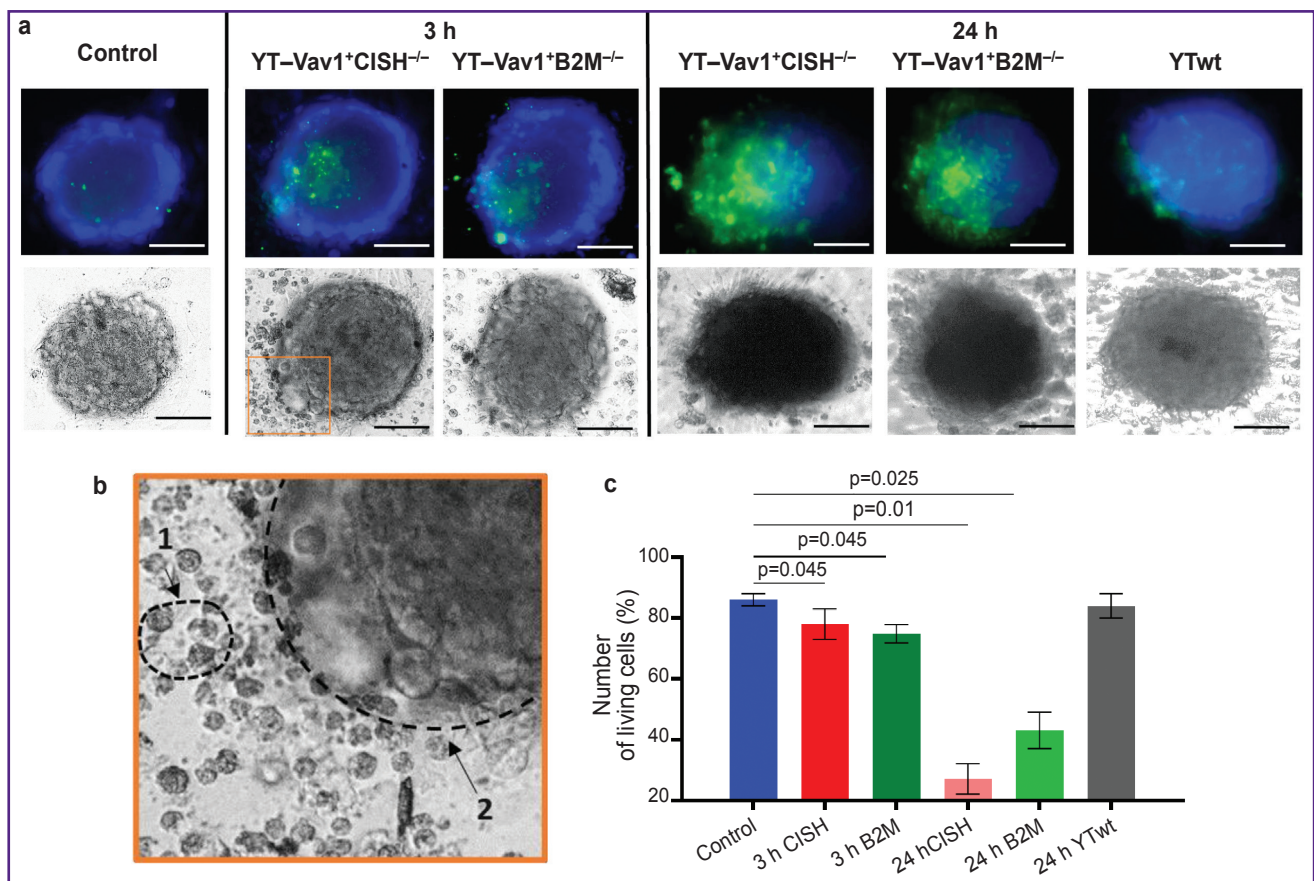 a
Control
3 h
YT–Vav1⁺CISH⁻/⁻ YT–Vav1⁺B2M⁻/⁻
24 h
YT–Vav1⁺CISH⁻/⁻ YT–Vav1⁺B2M⁻/⁻ YTwt
b
1
2
c
p=0.025
p=0.01
p=0.045
p=0.045
Number
of living cells (%)
100
80
60
40
20
Control
3 h CISH
3 h B2M
24 hCISH
24 h B2M
24 h YTwt